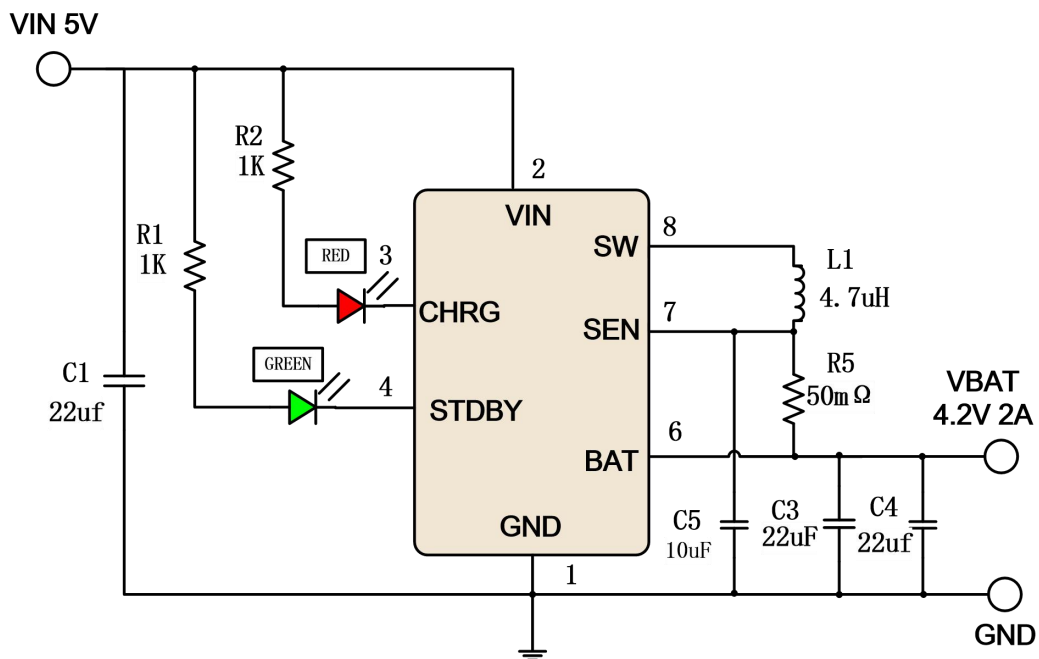 VIN 5V
R2
1K
2
VIN
R1
1K
RED
3
CHRG
SW
8
L1
4.7uH
SEN
7
GREEN
4
STDBY
R5
50mΩ
C1
22uf
BAT
6
VBAT
4.2V 2A
GND
1
C5
10uF
C3
22uF
C4
22uf
GND